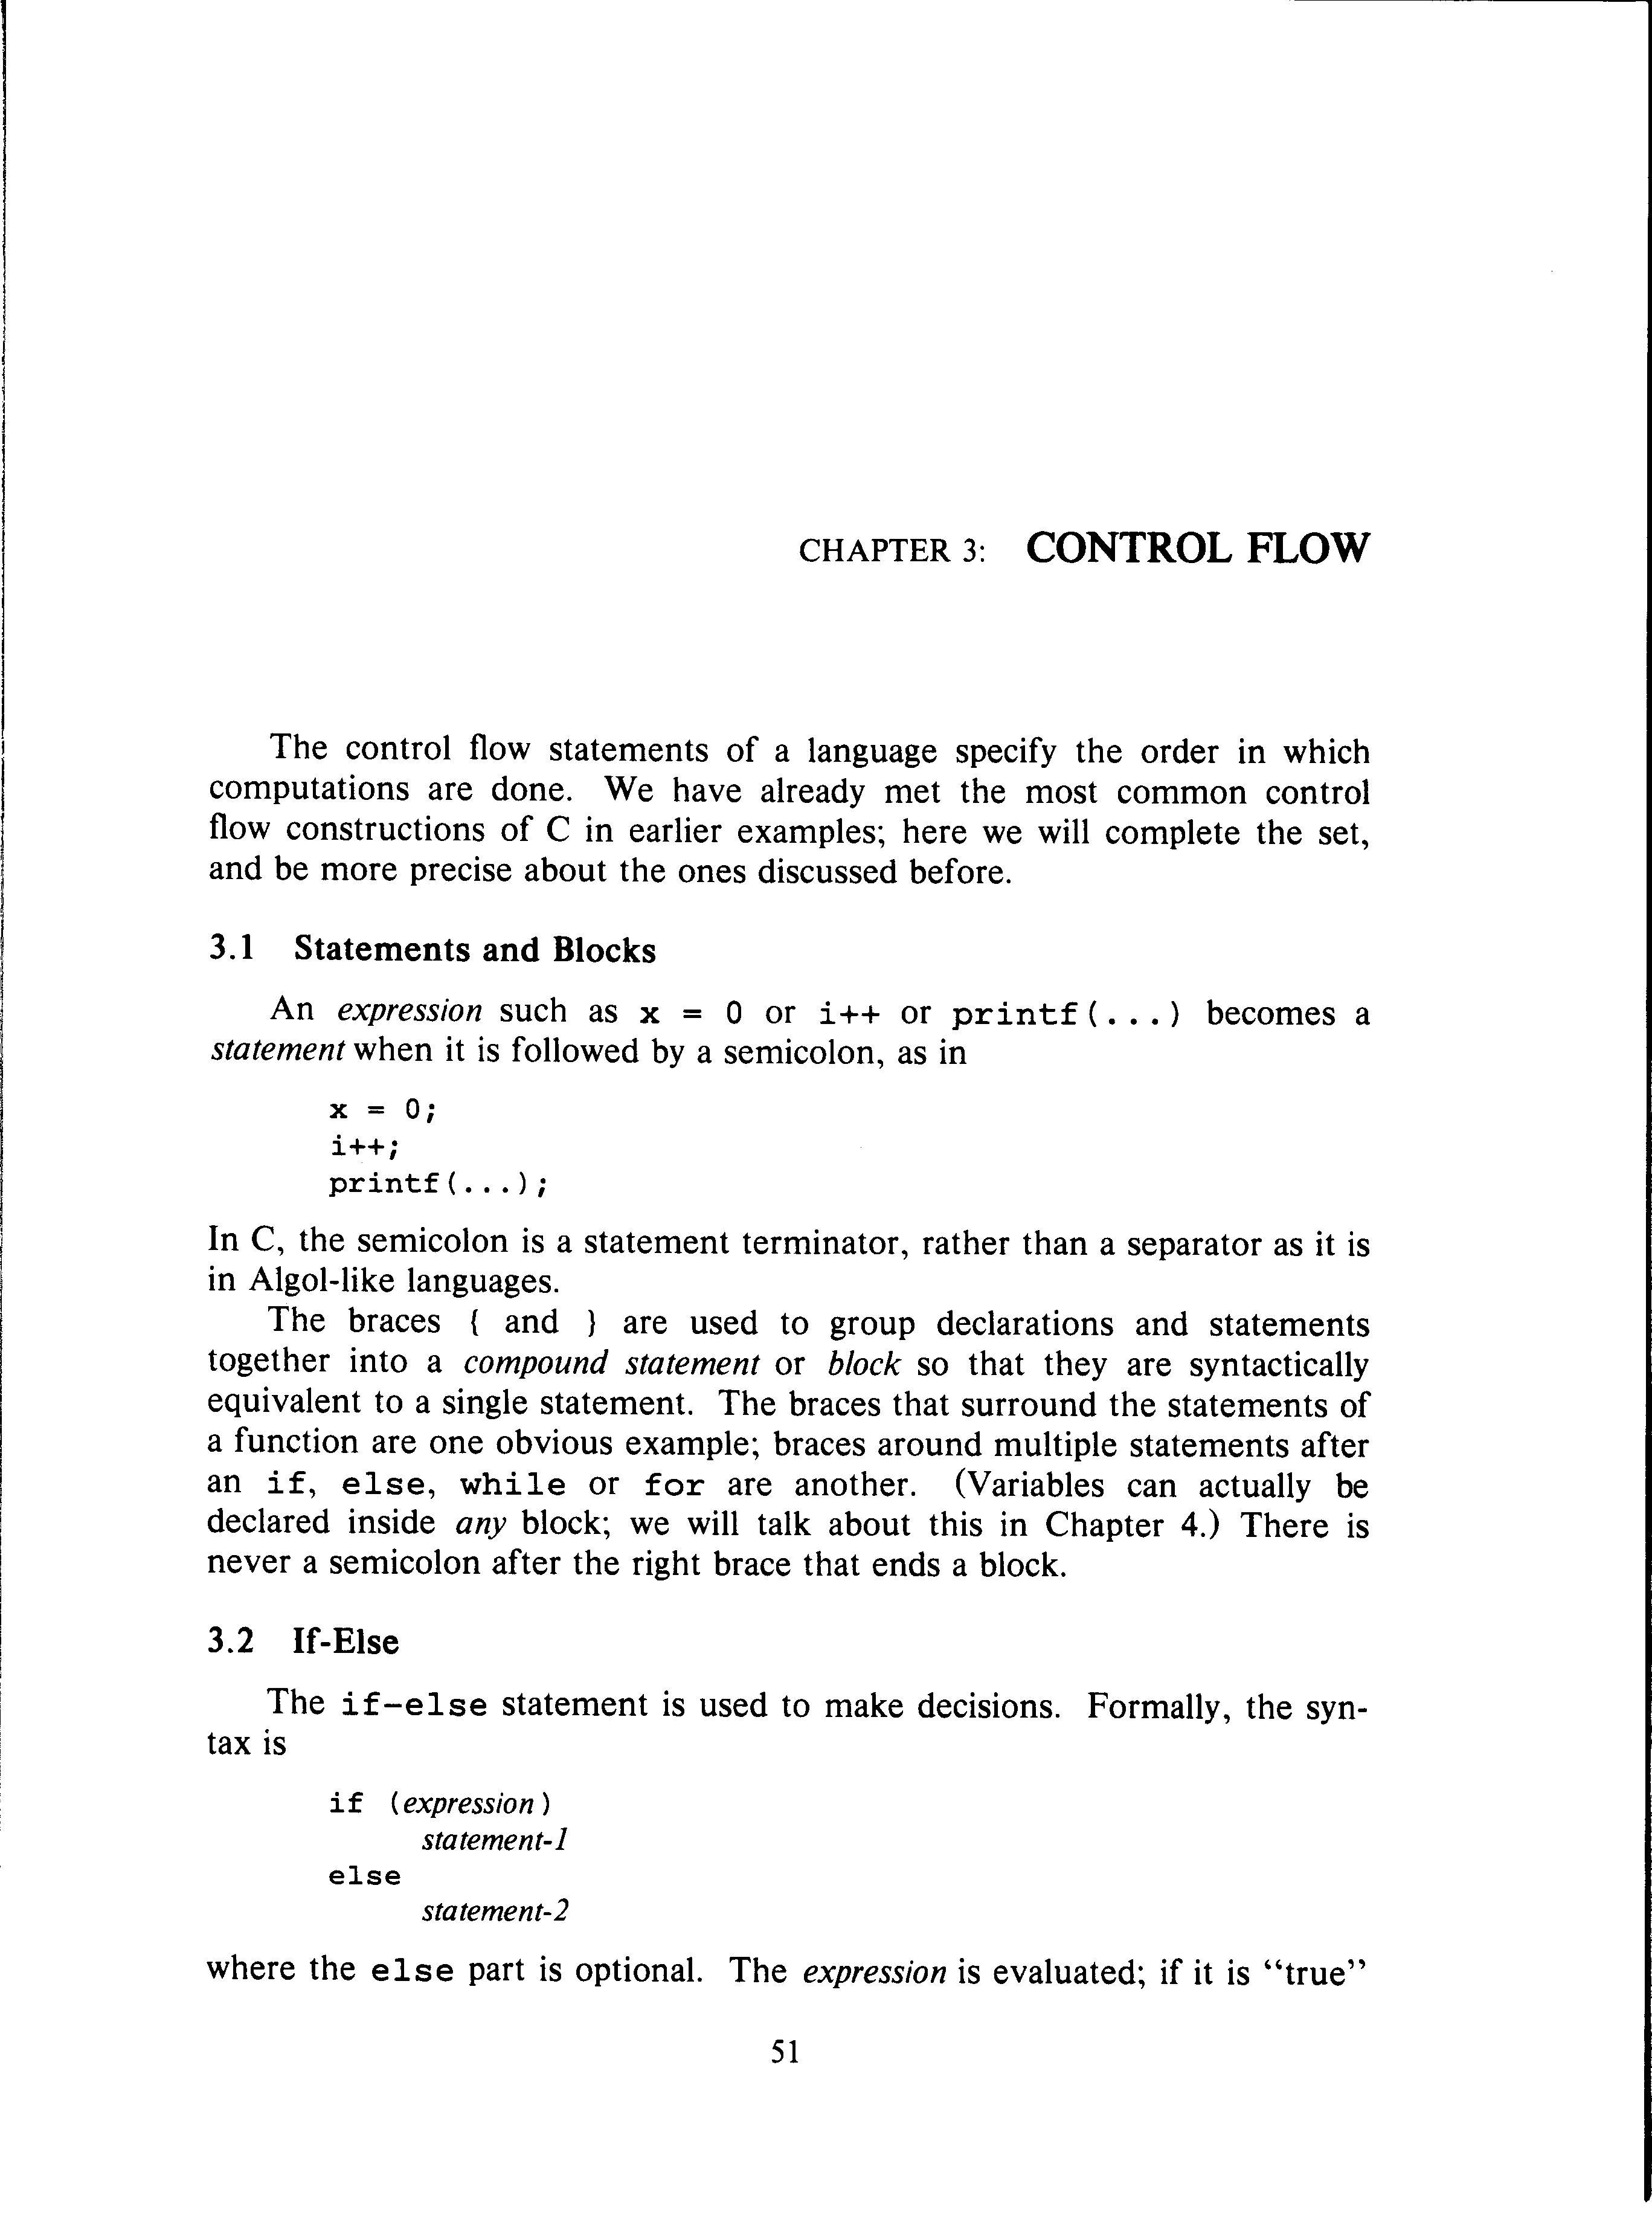 CHAPTER 3: CONTROL FLOW
The control flow statements of a language specify the order in which
computations are done. We have already met the most common control
flow constructions of C in earlier examples; here we will complete the set,
and be more precise about the ones discussed before.
3.1 Statements and Blocks
An expression such as x = 0 or i++ or printf(...) becomes a
statement when it is followed by a semicolon, as in
x = 0;
i++;
printf(...);
In C, the semicolon is a statement terminator, rather than a separator as it is
in Algol-like languages.
The braces { and } are used to group declarations and statements
together into a compound statement or block so that they are syntactically
equivalent to a single statement. The braces that surround the statements of
a function are one obvious example; braces around multiple statements after
an if, else, while or for are another. (Variables can actually be
declared inside any block; we will talk about this in Chapter 4.) There is
never a semicolon after the right brace that ends a block.
3.2 If-Else
The if-else statement is used to make decisions. Formally, the syn-
tax is
if (expression)
statement-1
else
statement-2
where the else part is optional. The expression is evaluated; if it is “true”
51